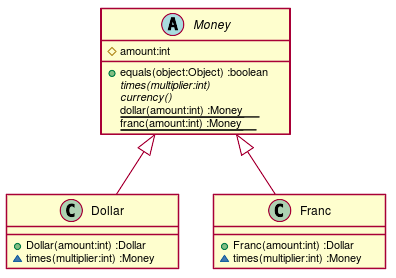 A Money
amount:int
equals(object:Object) :boolean
times(multiplier:int)
currency()
dollar(amount:int) :Money
franc(amount:int) :Money
C Dollar
Dollar(amount:int) :Dollar
times(multiplier:int) :Money
C Franc
Franc(amount:int) :Dollar
times(multiplier:int) :Money